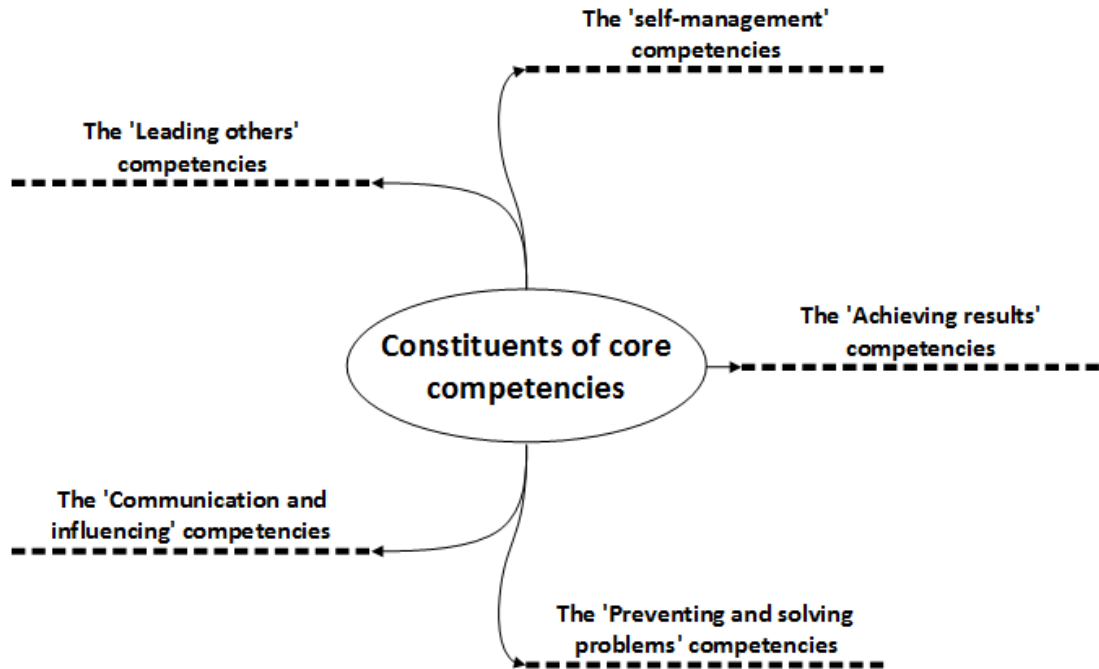 The 'self-management'
competencies
The 'Leading others'
competencies
Constituents of core
competencies
The 'Achieving results'
competencies
The 'Communication and
influencing' competencies
The 'Preventing and solving
problems' competencies